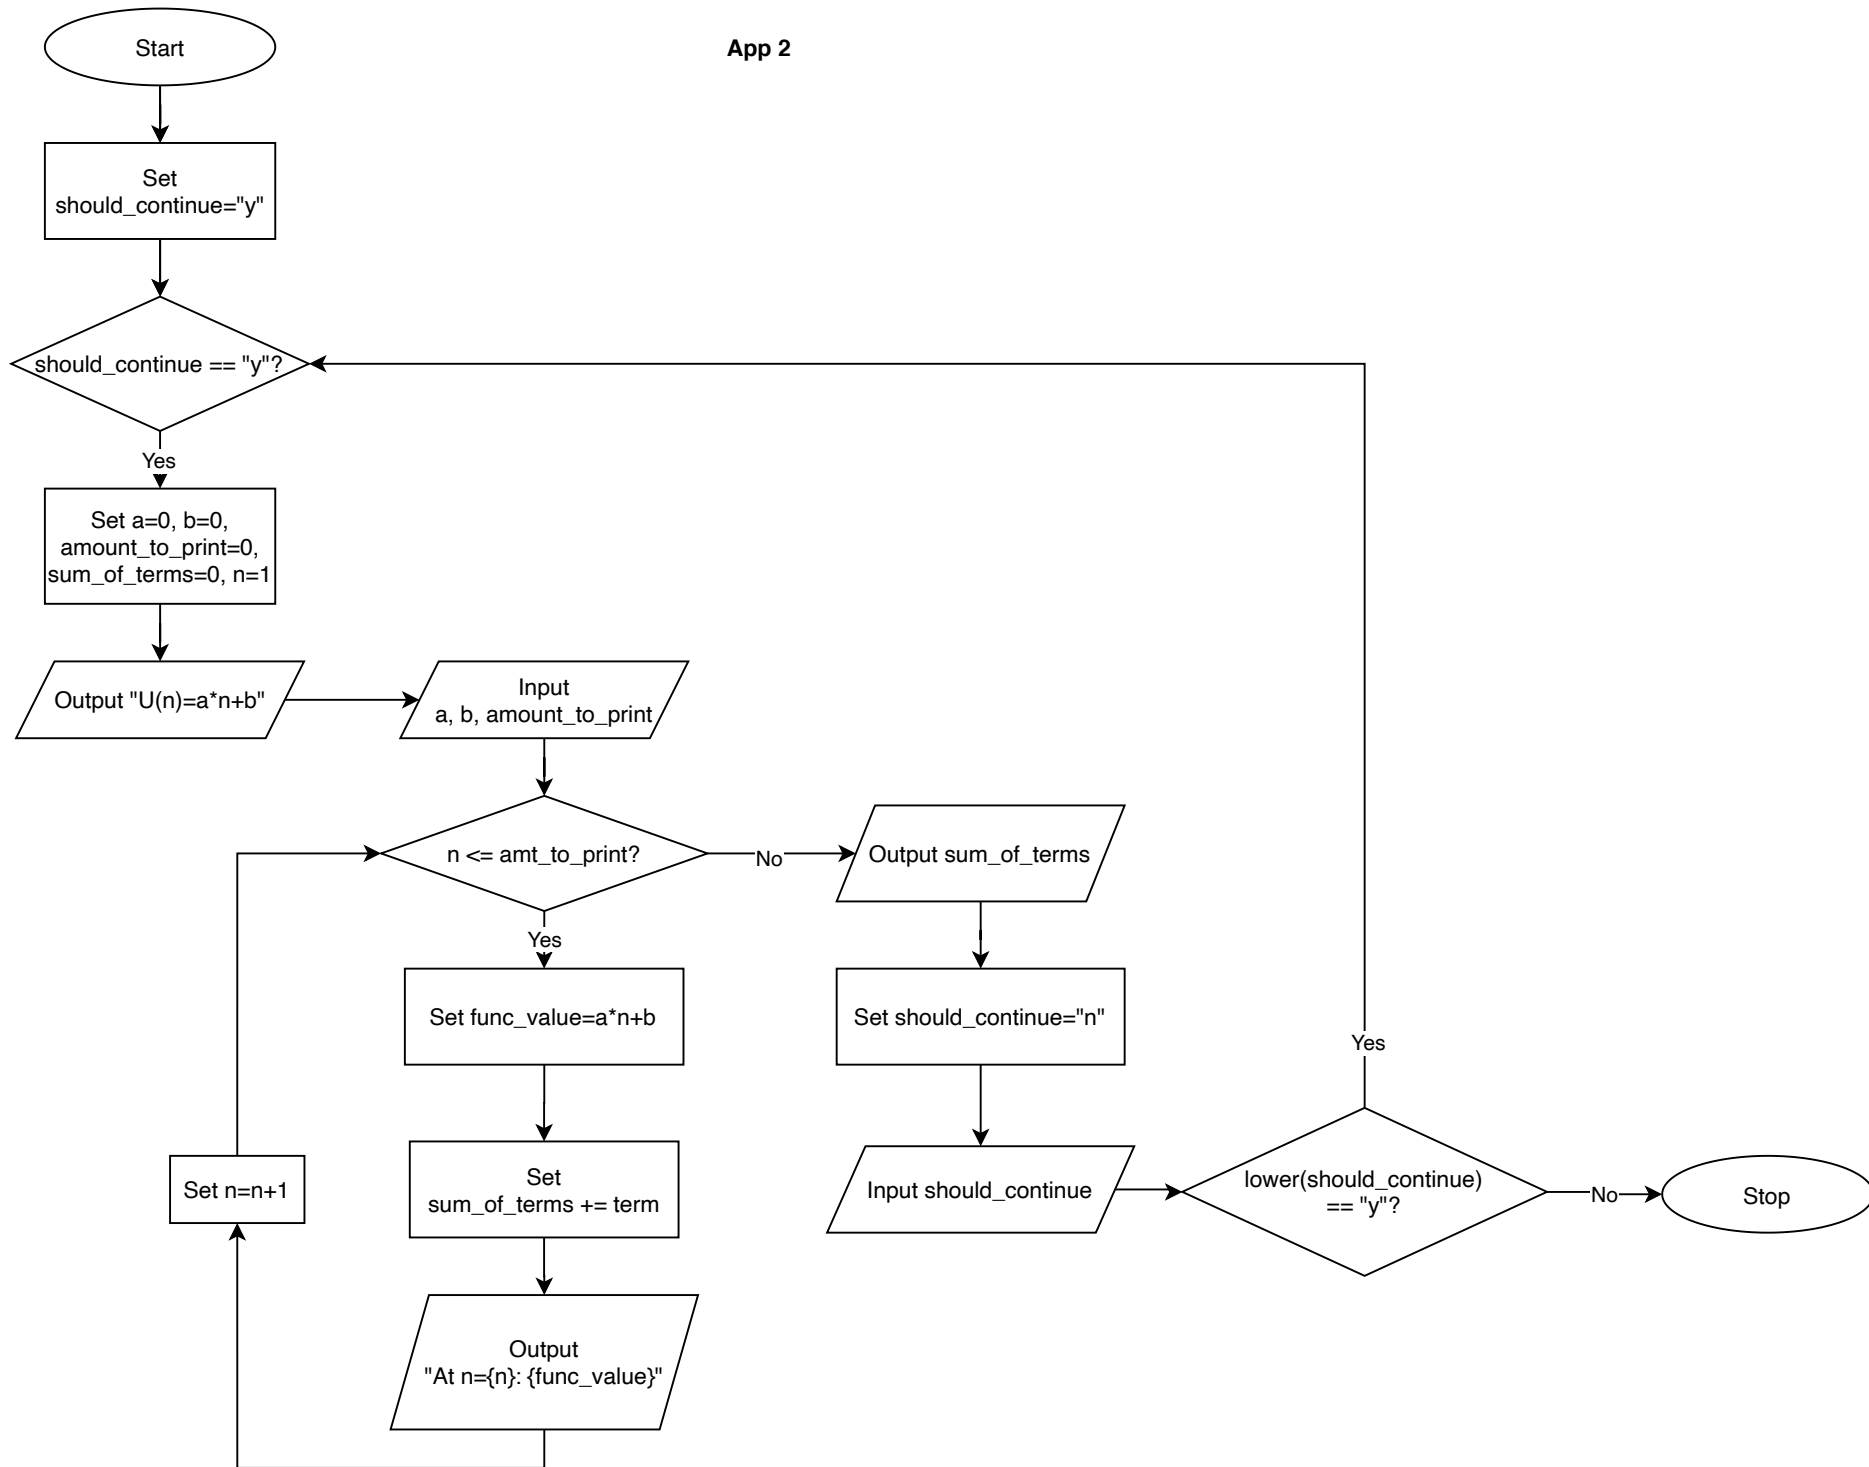 Start
App 2
Set
should_continue="y"
should_continue == "y"?
Yes
Set a=0, b=0,
amount_to_print=0,
sum_of_terms=0, n=1
Output "U(n)=a*n+b"
Input
a, b, amount_to_print
n <= amt_to_print?
No
Output sum_of_terms
Yes
Set func_value=a*n+b
Set should_continue="n"
Yes
Set n=n+1
Set
sum_of_terms += term
Input should_continue
lower(should_continue)
== "y"?
No
Stop
Output
"At n={n}: {func_value}"